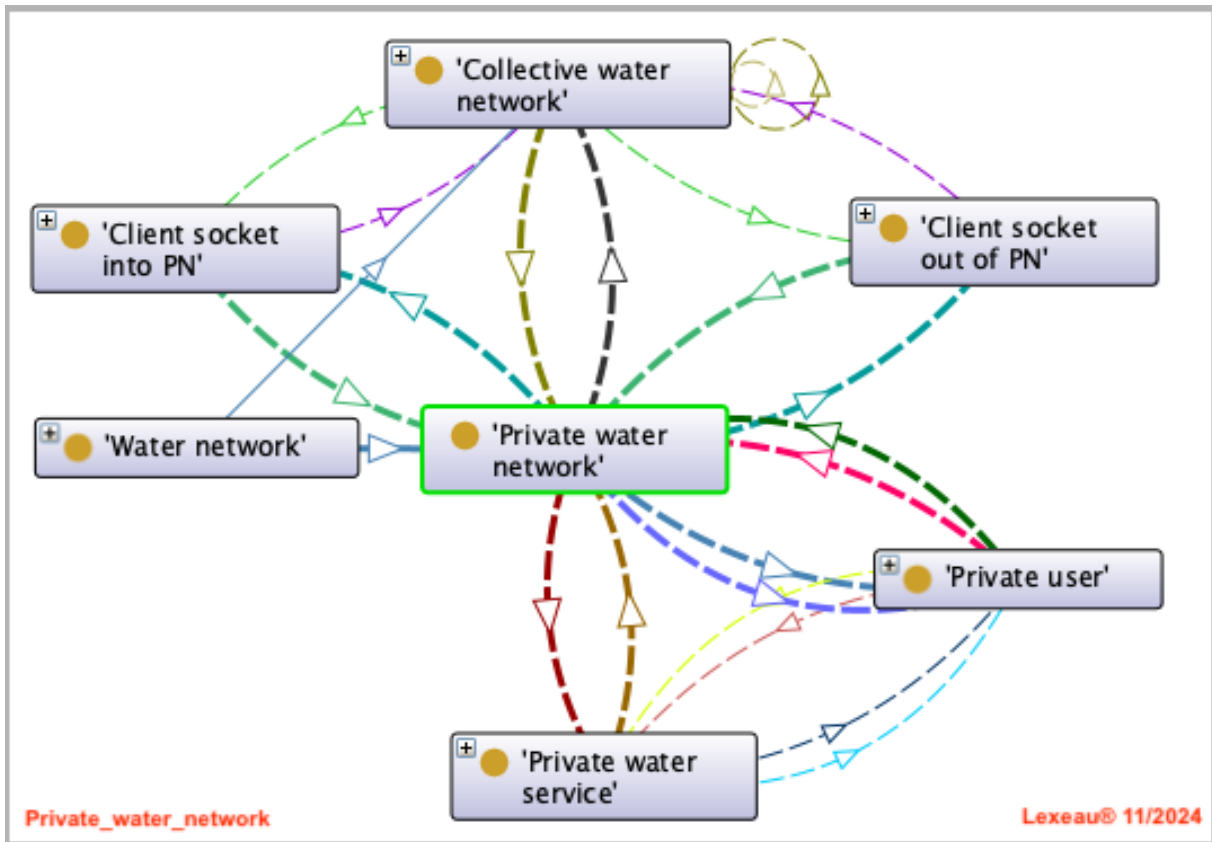 'Collective water
network'
'Client socket
into PN'
'Client socket
out of PN'
'Water network'
'Private water
network'
'Private user'
'Private water
service'
Private_water_network
Lexeau® 11/2024